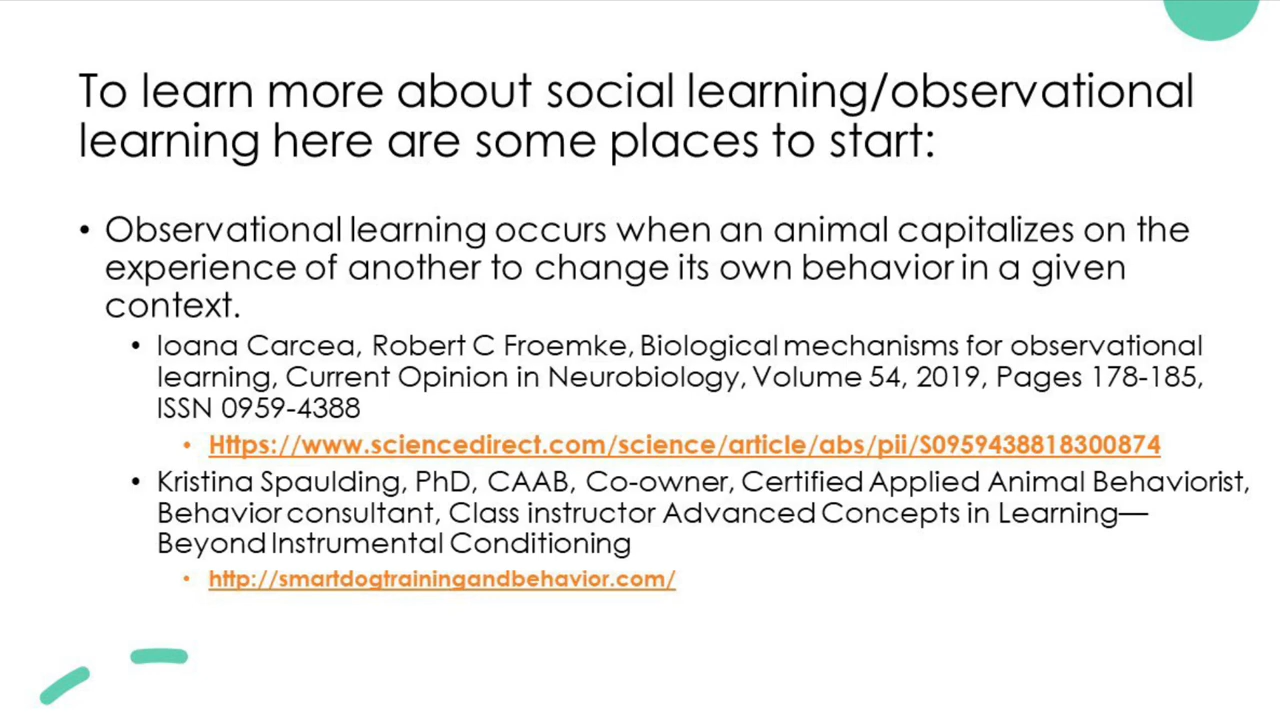 To learn more about social learning/observational
learning here are some places to start:
• Observational learning occurs when an animal capitalizes on the
experience of another to change its own behavior in a given
context.
• Ioana Carcea, Robert C Froemke, Biological mechanisms for observational
learning, Current Opinion in Neurobiology, Volume 54, 2019, Pages 178-185,
ISSN 0959-4388
• Https://www.sciencedirect.com/science/article/abs/pii/S0959438818300874
• Kristina Spaulding, PhD, CAAB, Co-owner, Certified Applied Animal Behaviorist,
Behavior consultant, Class instructor Advanced Concepts in Learning—
Beyond Instrumental Conditioning
• http://smartdogtrainingandbehavior.com/